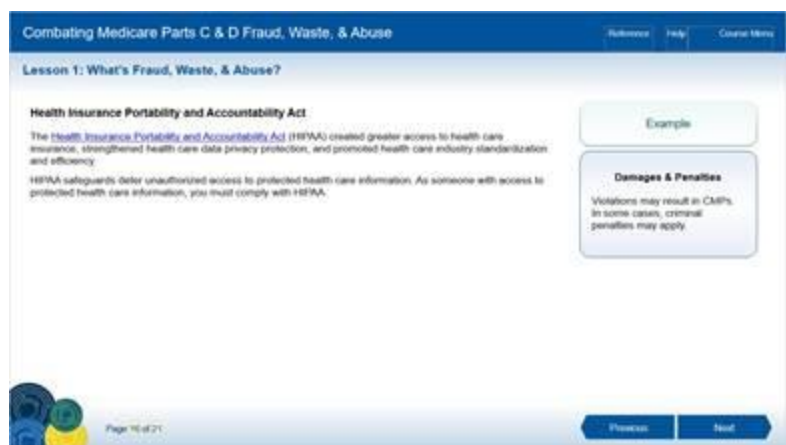 Combating Medicare Parts C & D Fraud, Waste, & Abuse
Reference Help Course Menu
Lesson 1: What's Fraud, Waste, & Abuse?
Health Insurance Portability and Accountability Act
The Health Insurance Portability and Accountability Act (HIPAA) created greater access to health care
insurance, strengthened health care data privacy protection, and promoted health care industry standardization
and efficiency.
HIPAA safeguards deter unauthorized access to protected health care information. As someone with access to
protected health care information, you must comply with HIPAA.
Example
Damages & Penalties
Violations may result in CMPs.
In some cases, criminal
penalties may apply.
Page of 21
Previous Next